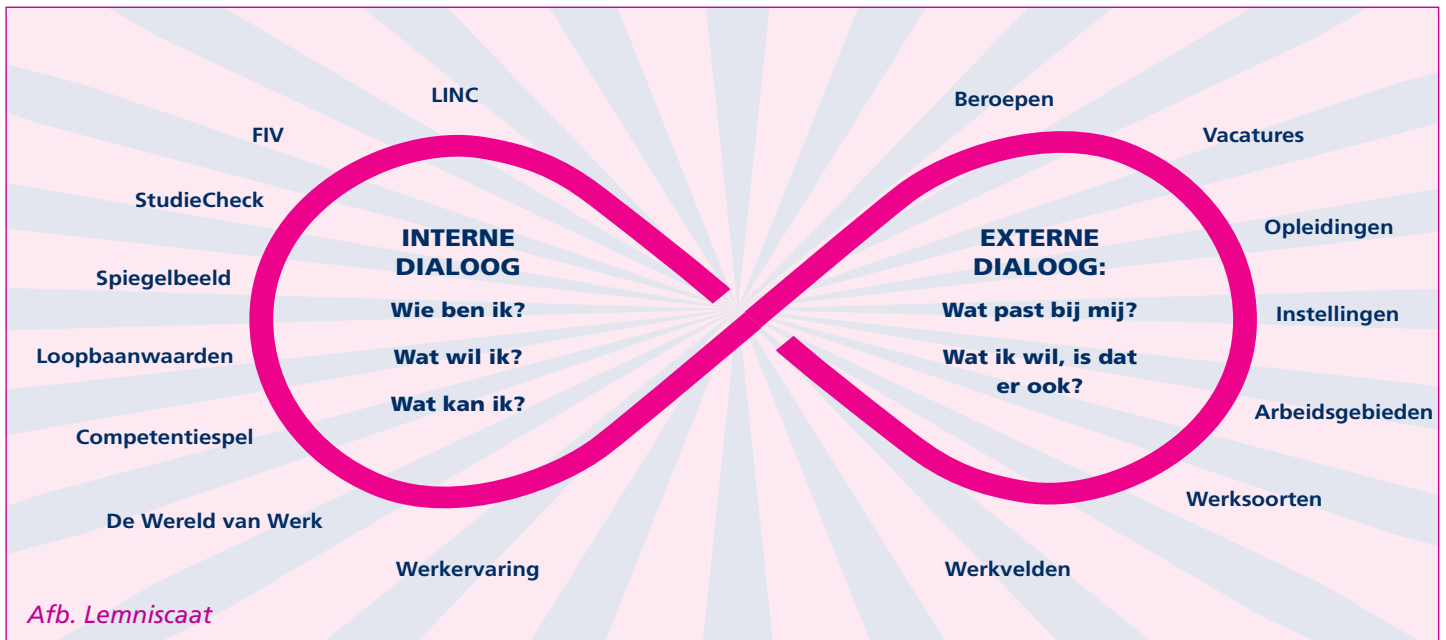 LINC
FIV
StudieCheck
Spiegelbeeld
Loopbaanwaarden
Competentiespel
De Wereld van Werk
Werkervaring
INTERNE
DIALOOG
Wie ben ik?
Wat wil ik?
Wat kan ik?
Beroepen
Vacatures
Opleidingen
Instellingen
Arbeidsgebieden
Werksoorten
Werkvelden
EXTERNE
DIALOOG:
Wat past bij mij?
Wat ik wil, is dat
er ook?
Afb. Lemniscaat